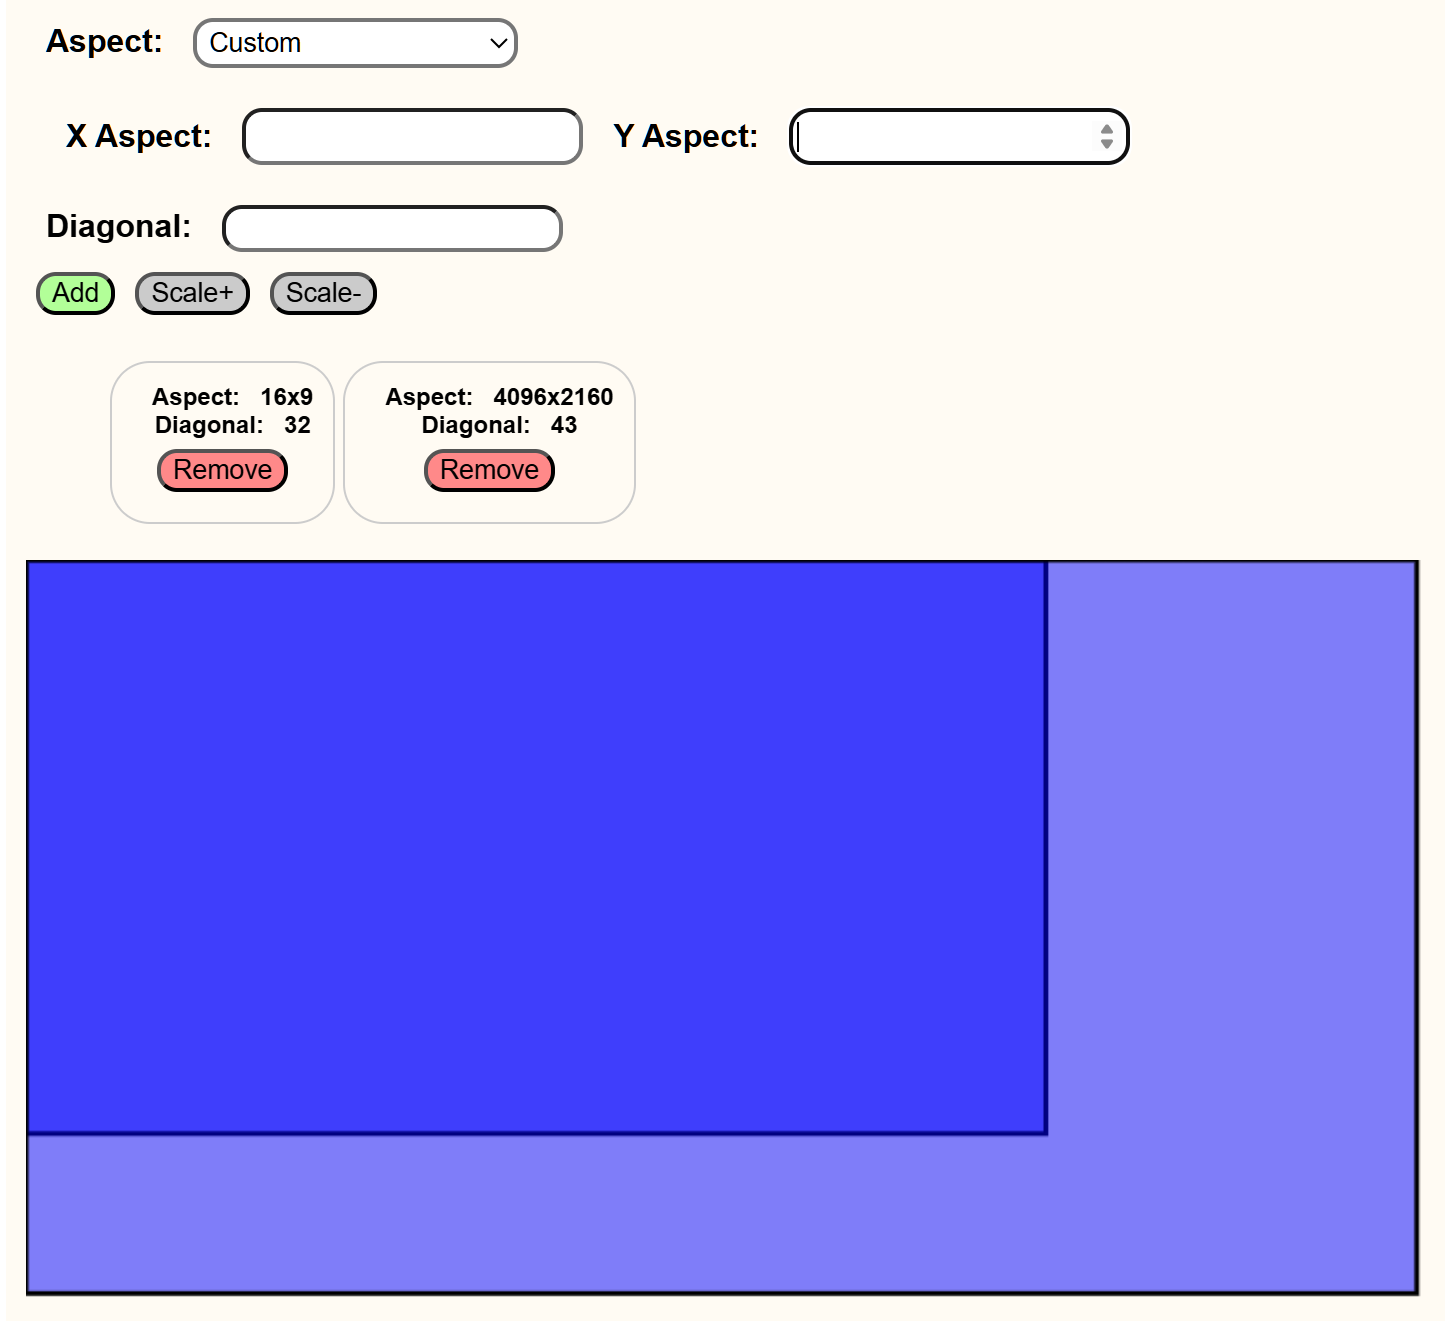 Aspect: Custom
X Aspect: Y Aspect:
Diagonal:
Add Scale+ Scale-
Aspect: 16x9
Diagonal: 32
Remove
Aspect: 4096x2160
Diagonal: 43
Remove